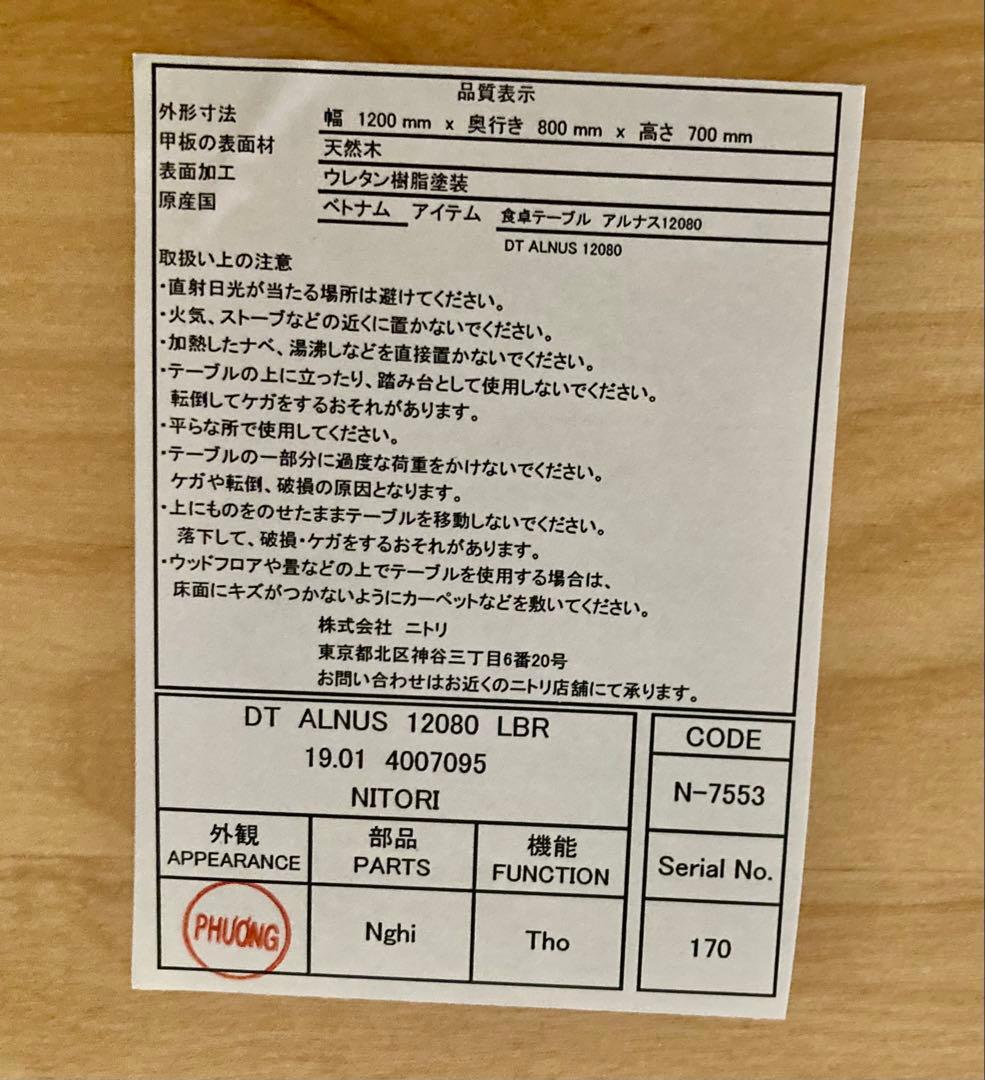 品質表示
外形寸法 幅 1200 mm x 奥行き 800 mm x 高さ 700 mm
甲板の表面材 天然木
表面加工 ウレタン樹脂塗装
原産国 ベトナム アイテム 食卓テーブル アルナス12080
DT ALNUS 12080
取扱い上の注意
・直射日光が当たる場所は避けてください。
・火気、ストーブなどの近くに置かないでください。
・加熱したナベ、湯沸しなどを直接置かないでください。
・テーブルの上に立ったり、踏み台として使用しないでください。
転倒してケガをするおそれがあります。
・平らな所で使用してください。
・テーブルの一部分に過度な荷重をかけないでください。
ケガや転倒、破損の原因となります。
・上にものをのせたままテーブルを移動しないでください。
落下して、破損・ケガをするおそれがあります。
・ウッドフロアや畳などの上でテーブルを使用する場合は、
床面にキズがつかないようにカーペットなどを敷いてください。
株式会社 ニトリ
東京都北区神谷三丁目6番20号
お問い合わせはお近くのニトリ店舗にて承ります。
DT ALNUS 12080 LBR
19.01 4007095
NITORI
CODE
N-7553
外観 部品 機能
APPEARANCE PARTS FUNCTION
Serial No.
PHƯƠNG Nghi Tho
170